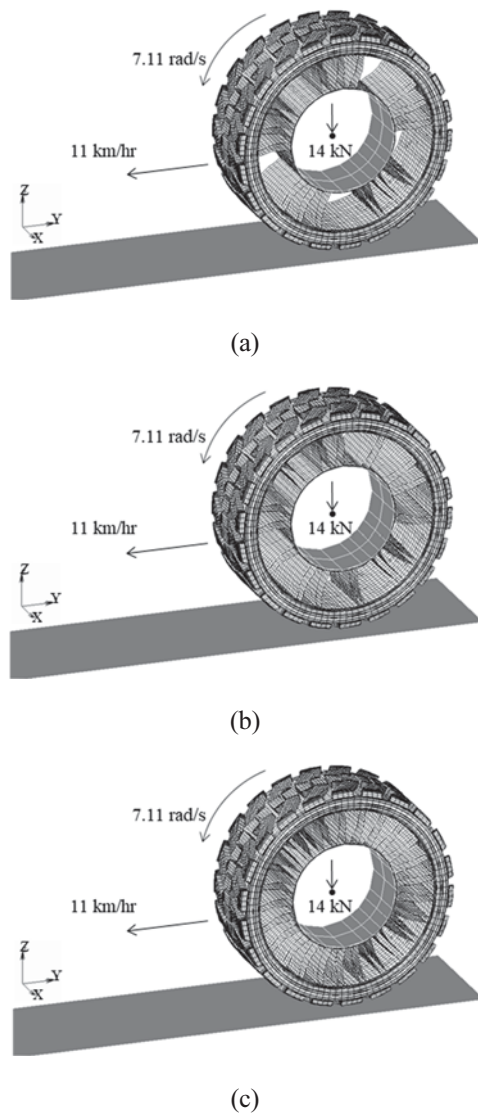 7.11 rad/s
11 km/hr
14 kN
Z
Y
X
(a)
7.11 rad/s
11 km/hr
14 kN
Z
Y
X
(b)
7.11 rad/s
11 km/hr
14 kN
Z
Y
X
(c)